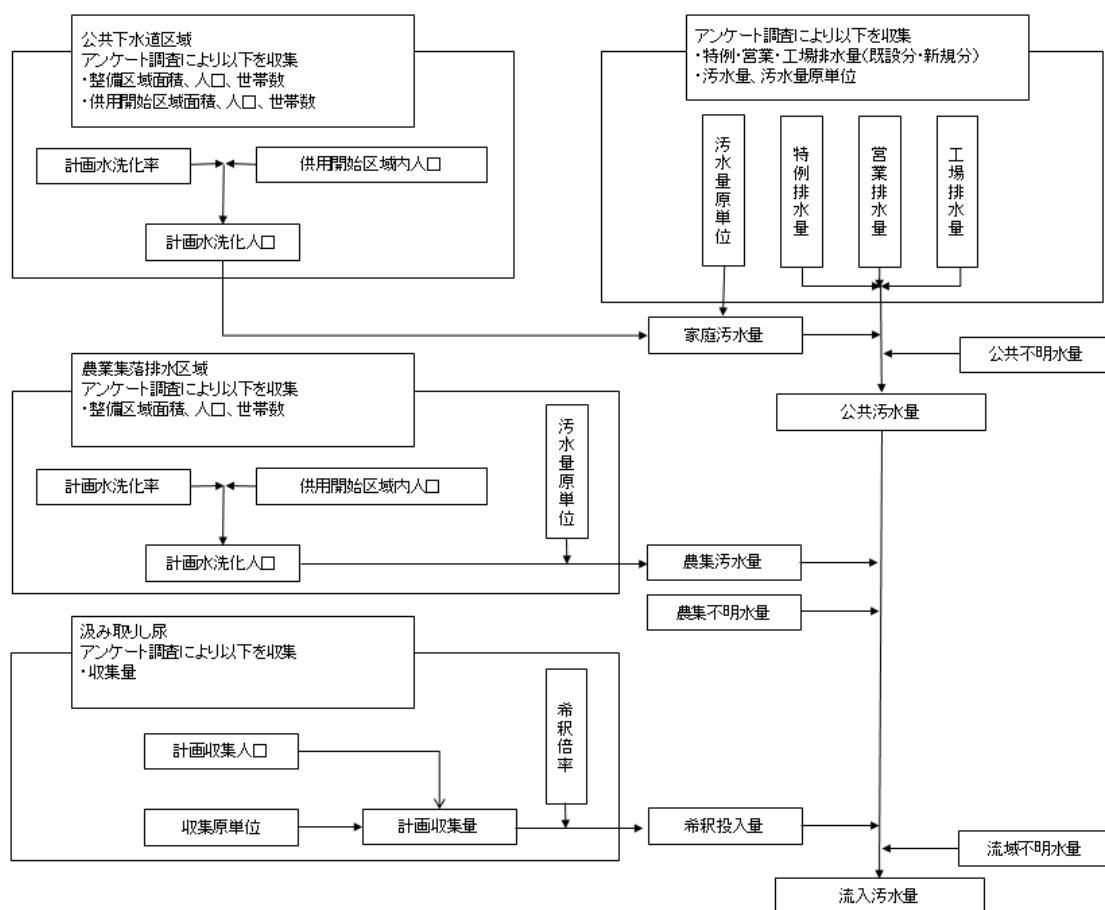 公共下水道区域
アンケート調査により以下を収集
・整備区域面積、人口、世帯数
・供用開始区域面積、人口、世帯数
計画水洗化率
供用開始区域内人口
計画水洗化人口
アンケート調査により以下を収集
・特例・営業・工場排水量(既設分・新規分)
・汚水量、汚水量原単位
汚水量原単位
特例排水量
営業排水量
工場排水量
家庭汚水量
公共不明水量
公共汚水量
農業集落排水区域
アンケート調査により以下を収集
・整備区域面積、人口、世帯数
汚水量原単位
計画水洗化率
供用開始区域内人口
計画水洗化人口
農集汚水量
農集不明水量
汲み取りし尿
アンケート調査により以下を収集
・収集量
希釈倍率
計画収集人口
収集原単位
計画収集量
希釈投入量
流域不明水量
流入汚水量